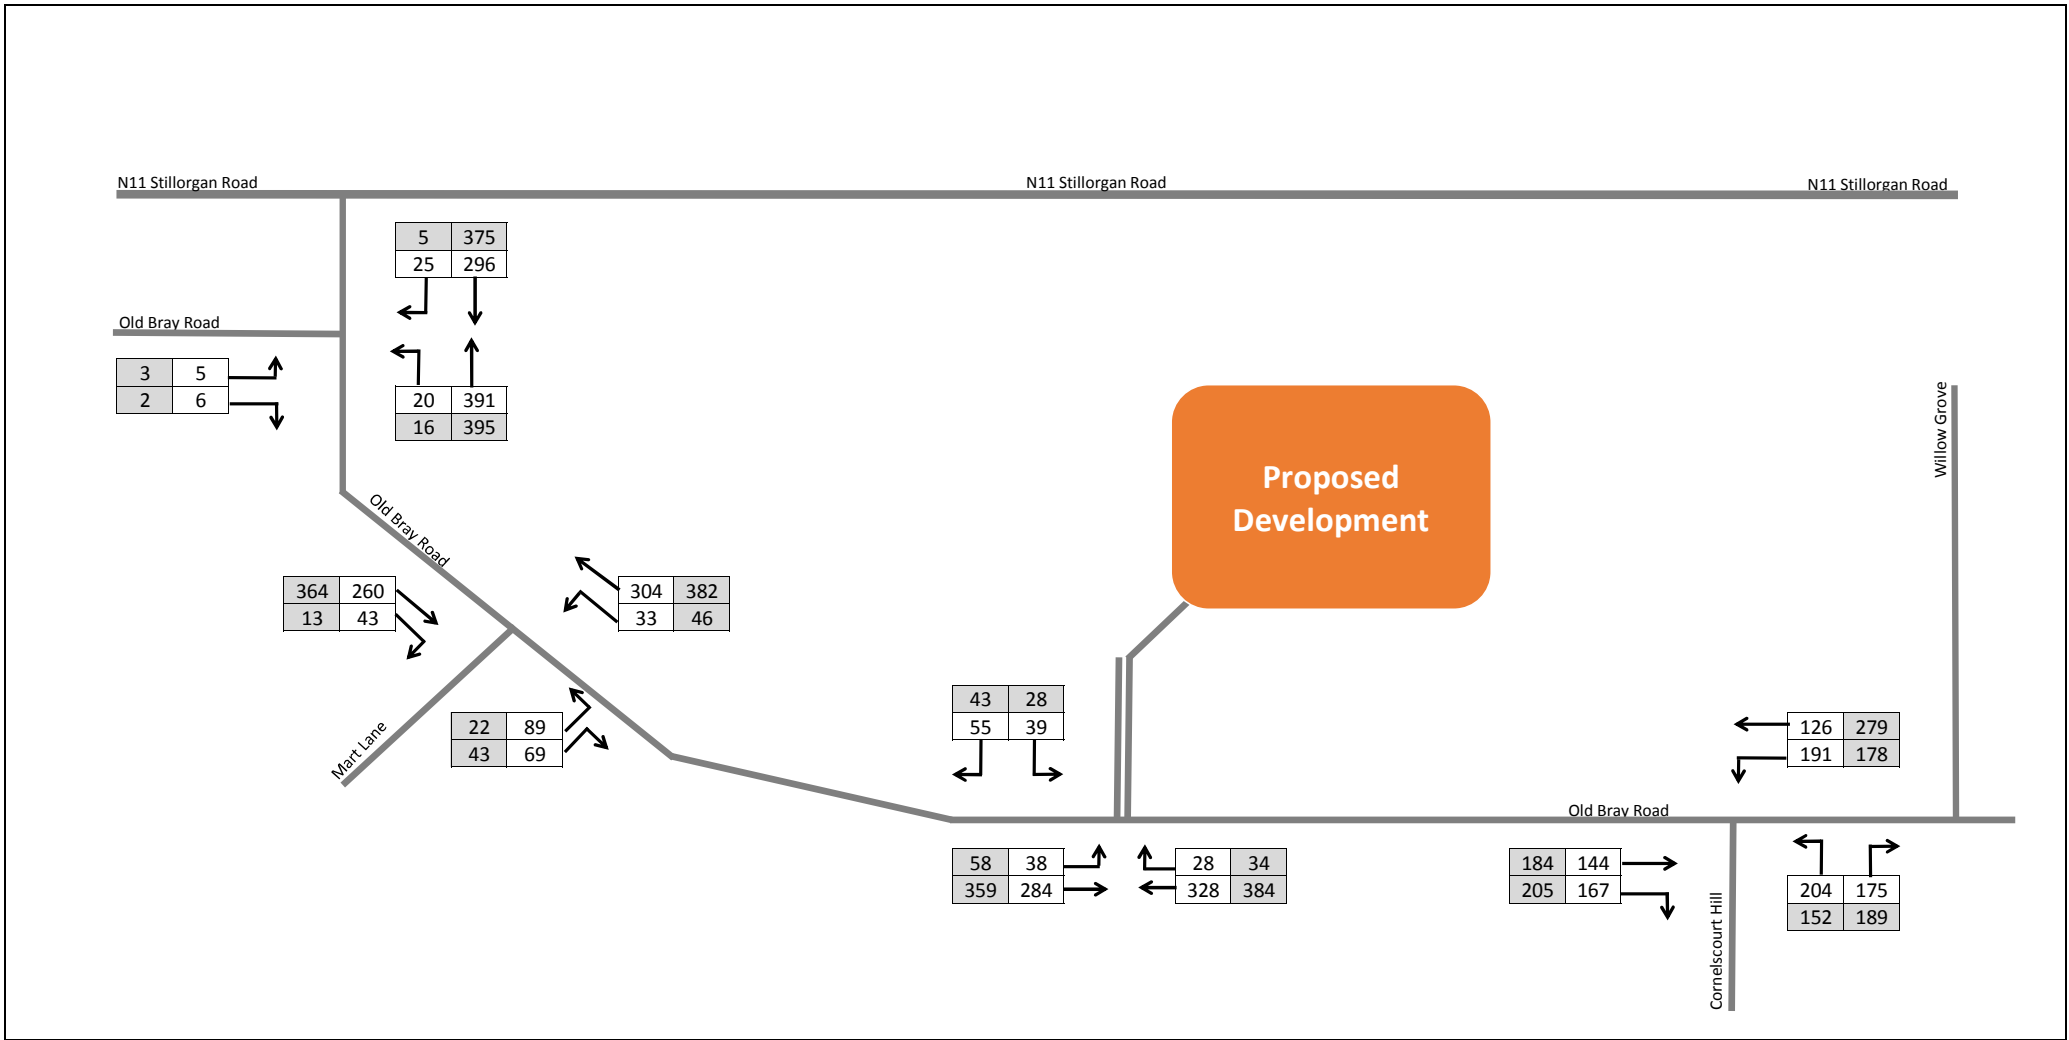 N11 Stillorgan Road
N11 Stillorgan Road
N11 Stillorgan Road
5 375
25 296
Old Bray Road
3 5
2 6
20 391
16 395
Willow Grove
Proposed
Development
Old Bray Road
364 260
13 43
304 382
33 46
43 28
55 39
22 89
43 69
Mart Lane
126 279
191 178
Old Bray Road
58 38
359 284
28 34
328 384
184 144
205 167
204 175
152 189
Cornelscourt Hill